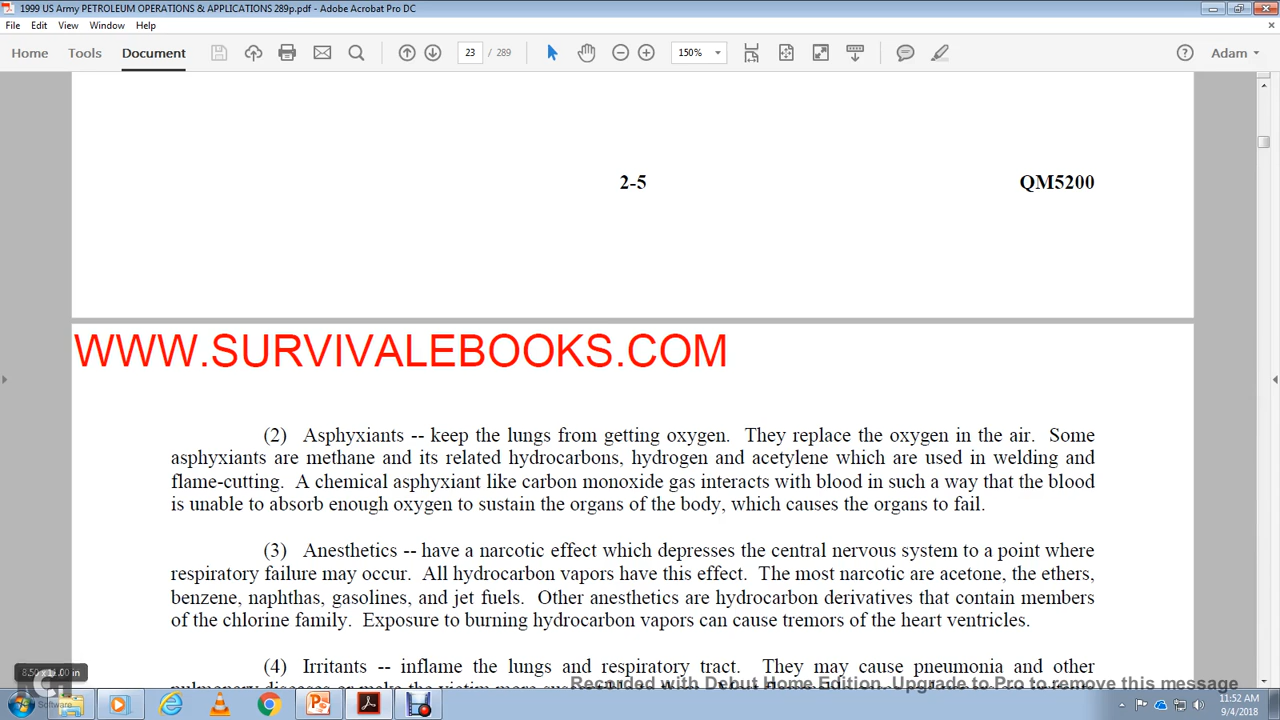 1999 US Army PETROLEUM OPERATIONS & APPLICATIONS 289p.pdf - Adobe Acrobat Pro DC
File Edit View Window Help
Home Tools Document 23 / 289 150% Adam
2-5 QM5200
WWW.SURVIVALEBOOKS.COM
(2) Asphyxiants -- keep the lungs from getting oxygen. They replace the oxygen in the air. Some
asphyxiants are methane and its related hydrocarbons, hydrogen and acetylene which are used in welding and
flame-cutting. A chemical asphyxiant like carbon monoxide gas interacts with blood in such a way that the blood
is unable to absorb enough oxygen to sustain the organs of the body, which causes the organs to fail.
(3) Anesthetics -- have a narcotic effect which depresses the central nervous system to a point where
respiratory failure may occur. All hydrocarbon vapors have this effect. The most narcotic are acetone, the ethers,
benzene, naphthas, gasolines, and jet fuels. Other anesthetics are hydrocarbon derivatives that contain members
of the chlorine family. Exposure to burning hydrocarbon vapors can cause tremors of the heart ventricles.
(4) Irritants -- inflame the lungs and respiratory tract. They may cause pneumonia and other
8.50 x 11.00 in
Recorded with Debut Home Edition. Upgrade to Pro to remove this message
Software
11:52 AM
9/4/2018